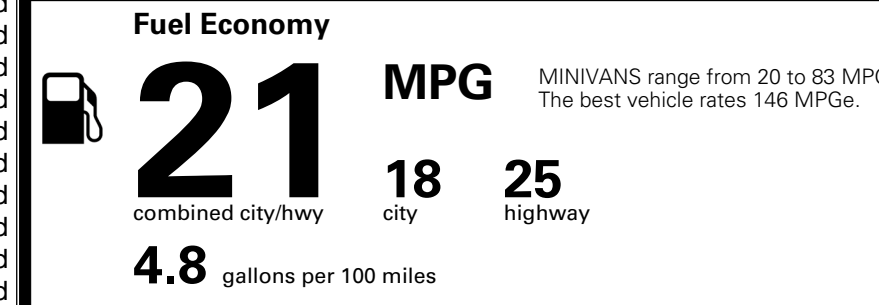 Fuel Economy
21 MPG
MINIVANS range from 20 to 83 MPG
The best vehicle rates 146 MPGe.
18 25
combined city/hwy city highway
4.8 gallons per 100 miles